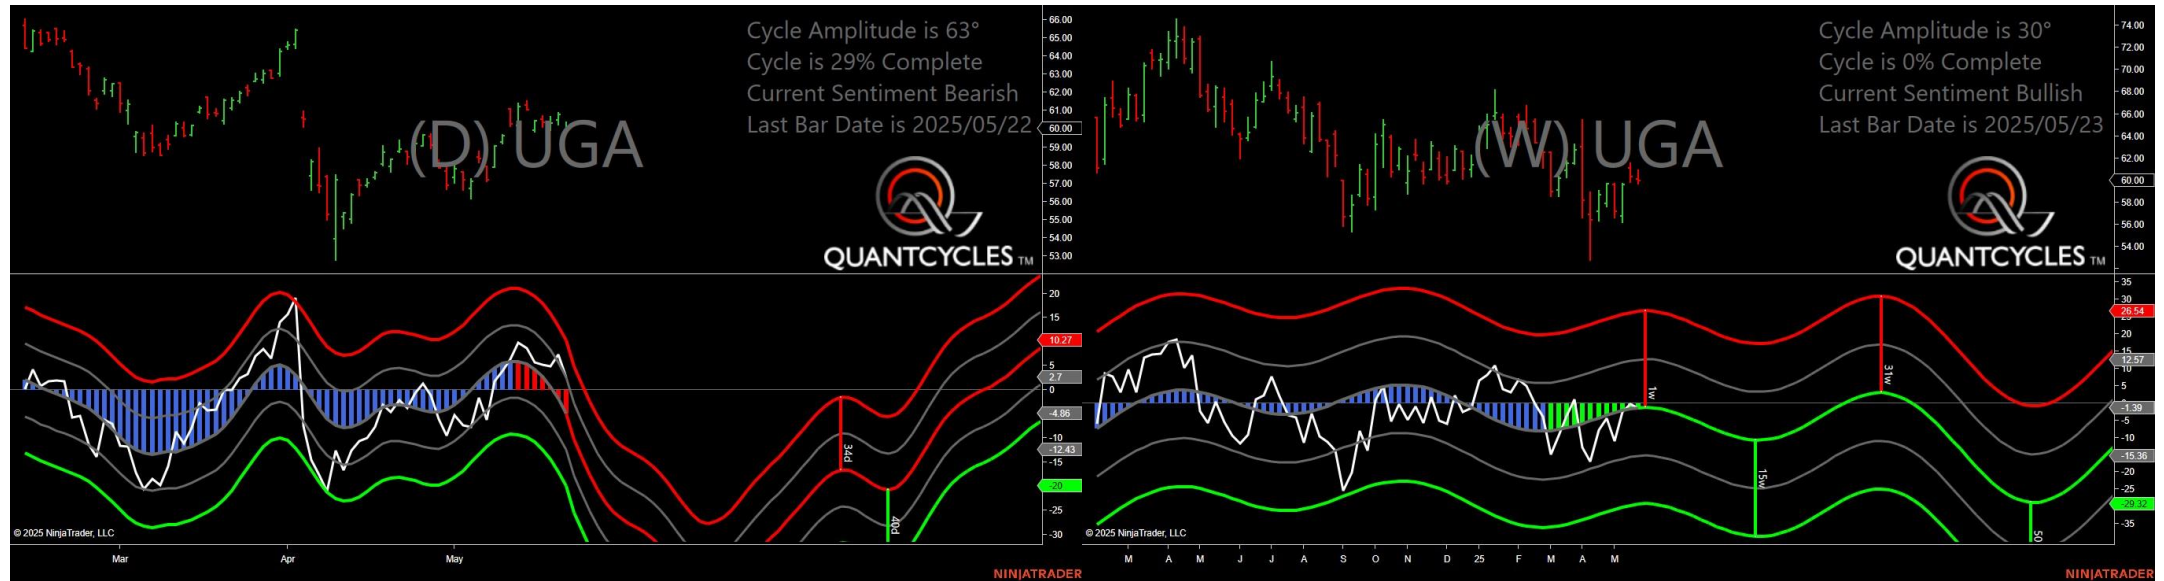 Cycle Amplitude is 63°
Cycle is 29% Complete
Current Sentiment Bearish
Last Bar Date is 2025/05/22
(D) UGA
QUANTCYCLES TM
66.00
65.00
64.00
63.00
62.00
61.00
60.00
59.00
58.00
57.00
56.00
55.00
54.00
53.00
20
15
10.27
5
2.7
0
-4.86
-10
-12.43
-15
-20
-25
-30
34d
40d
© 2025 NinjaTrader, LLC
Mar
Apr
May
NINJATRADER
Cycle Amplitude is 30°
Cycle is 0% Complete
Current Sentiment Bullish
Last Bar Date is 2025/05/23
(W) UGA
QUANTCYCLES TM
74.00
72.00
70.00
68.00
66.00
64.00
62.00
60.00
58.00
56.00
54.00
35
30
26.54
20
15
12.57
10
5
-1.39
-5
-10
-15.36
-20
-25
-29.32
-35
1w
31w
15w
50
© 2025 NinjaTrader, LLC
M A M J J A S O N D 25 F M A M
NINJATRADER